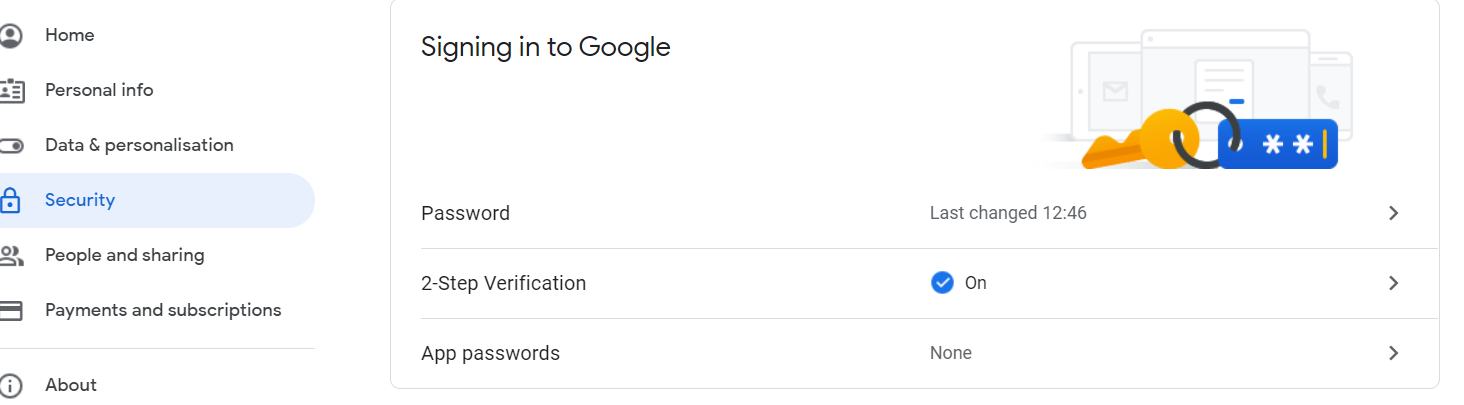 Home
Personal info
Data & personalisation
Security
People and sharing
Payments and subscriptions
About
Signing in to Google
**
Password Last changed 12:46
2-Step Verification On
App passwords None